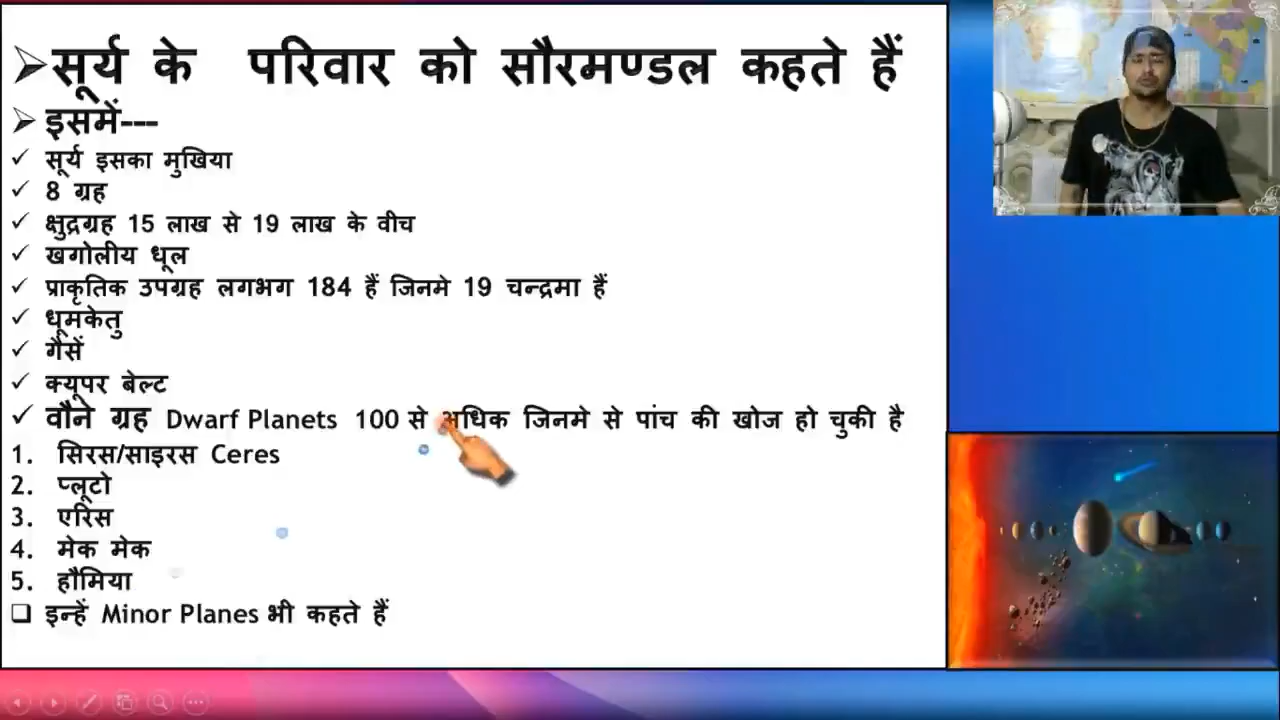 ➢सूर्य के परिवार को सौरमण्डल कहते हैं
➢ इसमें---
✓ सूर्य इसका मुखिया
✓ 8 ग्रह
✓ क्षुद्रग्रह 15 लाख से 19 लाख के वीच
✓ खगोलीय धूल
✓ प्राकृतिक उपग्रह लगभग 184 हैं जिनमे 19 चन्द्रमा हैं
✓ धूमकेतु
✓ गैसें
✓ क्यूपर बेल्ट
✓ वौने ग्रह Dwarf Planets 100 से अधिक जिनमे से पांच की खोज हो चुकी है
1. सिरस/साइरस Ceres
2. प्लूटो
3. एरिस
4. मेक मेक
5. हौमिया
❑ इन्हें Minor Planes भी कहते हैं